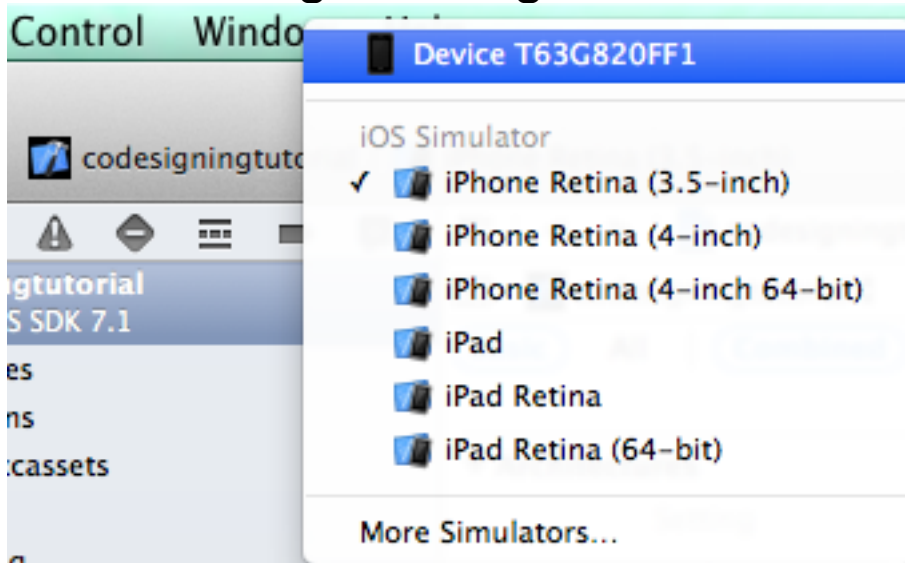 Control Windo
Device T63G820FF1
codesigningtuto
iOS Simulator
✓ iPhone Retina (3.5-inch)
iPhone Retina (4-inch)
iPhone Retina (4-inch 64-bit)
ngtutorial
S SDK 7.1
iPad
es
iPad Retina
ns
iPad Retina (64-bit)
cassets
More Simulators...